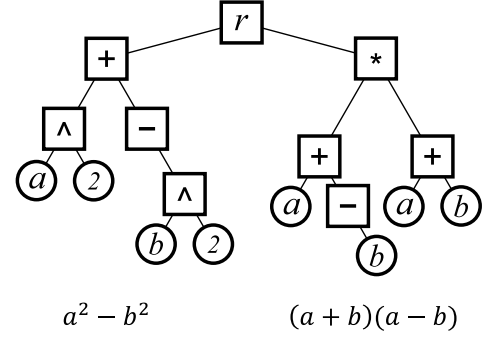 r
+ *
^ − + +
a 2 ^ a − a b
b 2 b
a² − b² (a + b)(a − b)